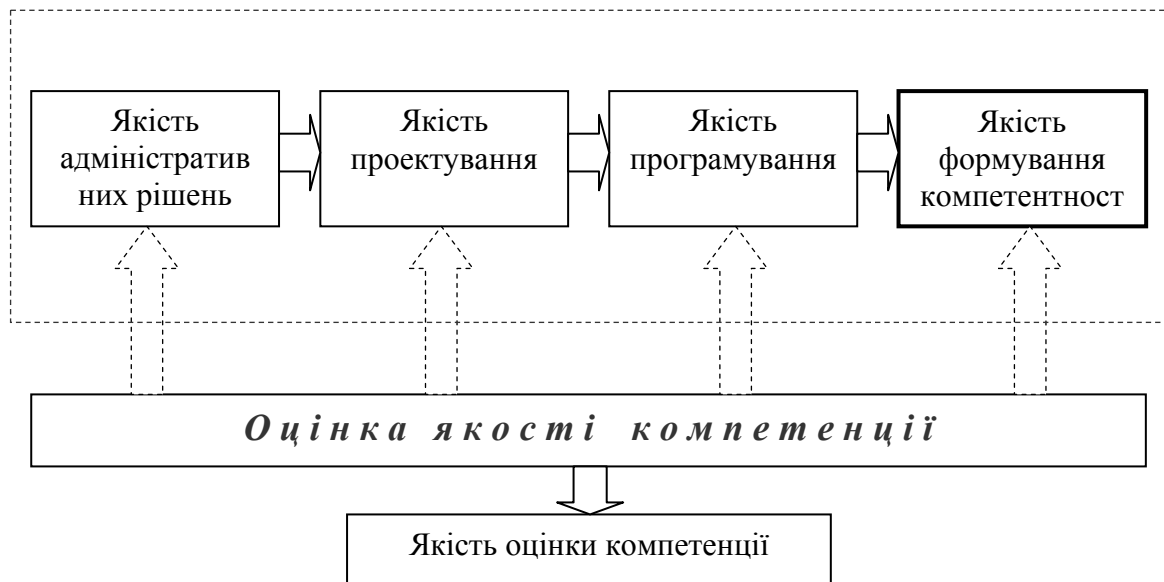 Якість
адміністратив
них рішень
Якість
проектування
Якість
програмування
Якість
формування
компетентност
Оцінка якості компетенції
Якість оцінки компетенції